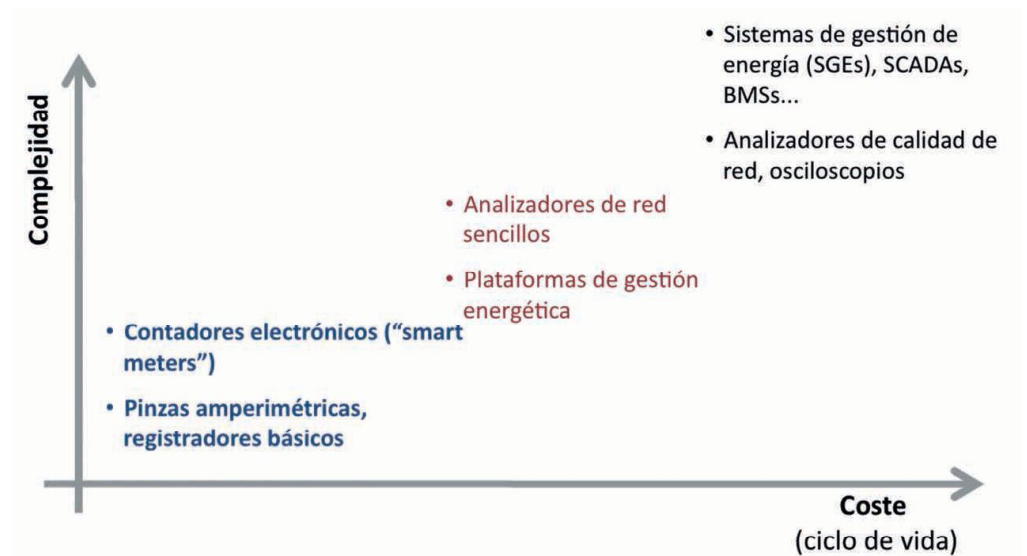 • Sistemas de gestión de
energía (SGEs), SCADAs,
BMSs...
• Analizadores de calidad de
red, osciloscopios
Complejidad
• Analizadores de red
sencillos
• Plataformas de gestión
energética
• Contadores electrónicos (“smart
meters”)
• Pinzas amperimétricas,
registradores básicos
Coste
(ciclo de vida)